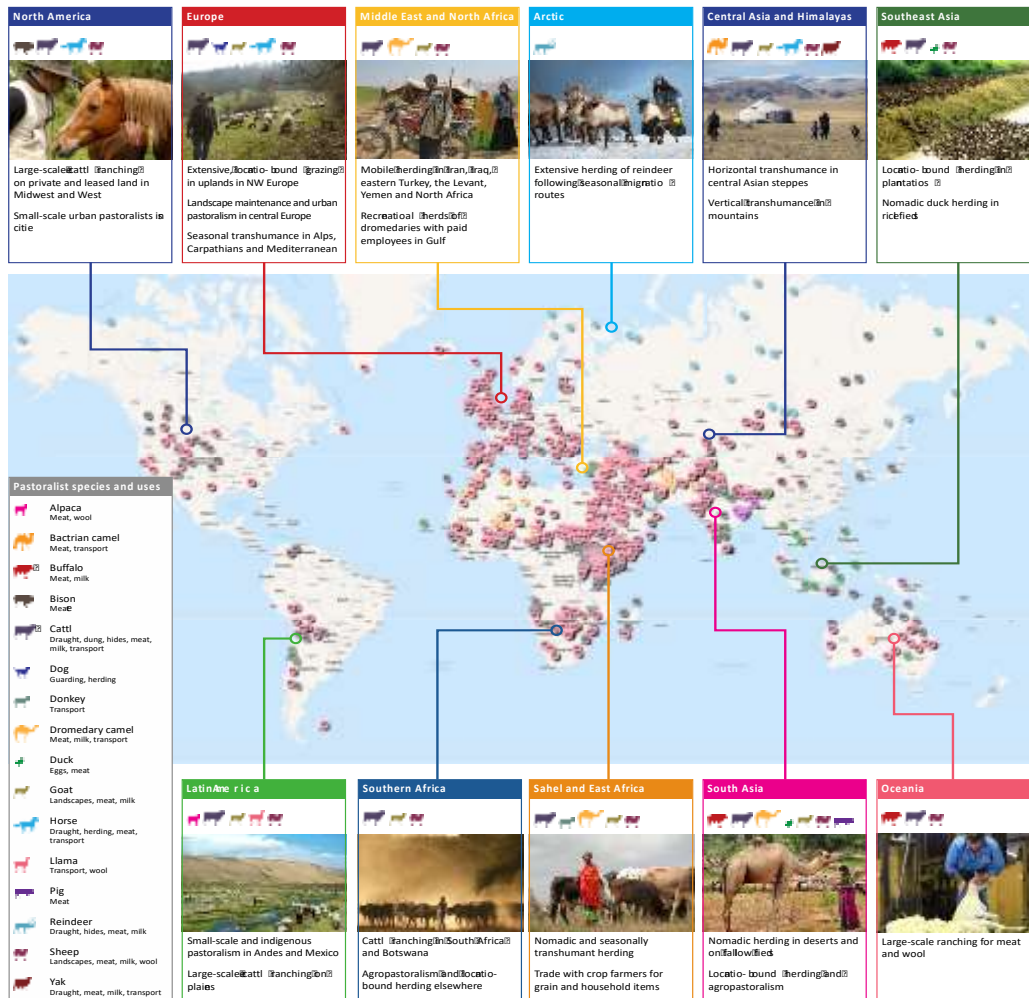 North America
Large-scale cattl ranching
on private and leased land in
Midwest and West
Small-scale urban pastoralists in
citie
Europe
Extensive, locatio- bound grazing
in uplands in NW Europe
Landscape maintenance and urban
pastoralism in central Europe
Seasonal transhumance in Alps,
Carpathians and Mediterranean
Middle East and North Africa
Mobile herding in Iran, Iraq,
eastern Turkey, the Levant,
Yemen and North Africa
Recreational herds of
dromedaries with paid
employees in Gulf
Arctic
Extensive herding of reindeer
following seasonal migratio
routes
Central Asia and Himalayas
Horizontal transhumance in
central Asian steppes
Vertical transhumance in
mountains
Southeast Asia
Locatio- bound herding in
plantatios
Nomadic duck herding in
ricefields
Pastoralist species and uses
Alpaca
Meat, wool
Bactrian camel
Meat, transport
Buffalo
Meat, milk
Bison
Meat
Cattl
Draught, dung, hides, meat,
milk, transport
Dog
Guarding, herding
Donkey
Transport
Dromedary camel
Meat, milk, transport
Duck
Eggs, meat
Goat
Landscapes, meat, milk
Horse
Draught, herding, meat,
transport
Llama
Transport, wool
Pig
Meat
Reindeer
Draught, hides, meat, milk
Sheep
Landscapes, meat, milk, wool
Yak
Draught, meat, milk, transport
Latin America
Small-scale and indigenous
pastoralism in Andes and Mexico
Large-scale cattl ranching on
plains
Southern Africa
Cattl ranching in South Africa
and Botswana
Agropastoralism and locatio-
bound herding elsewhere
Sahel and East Africa
Nomadic and seasonally
transhumant herding
Trade with crop farmers for
grain and household items
South Asia
Nomadic herding in deserts and
on fallow fields
Locatio- bound herding and
agropastoralism
Oceania
Large-scale ranching for meat
and wool